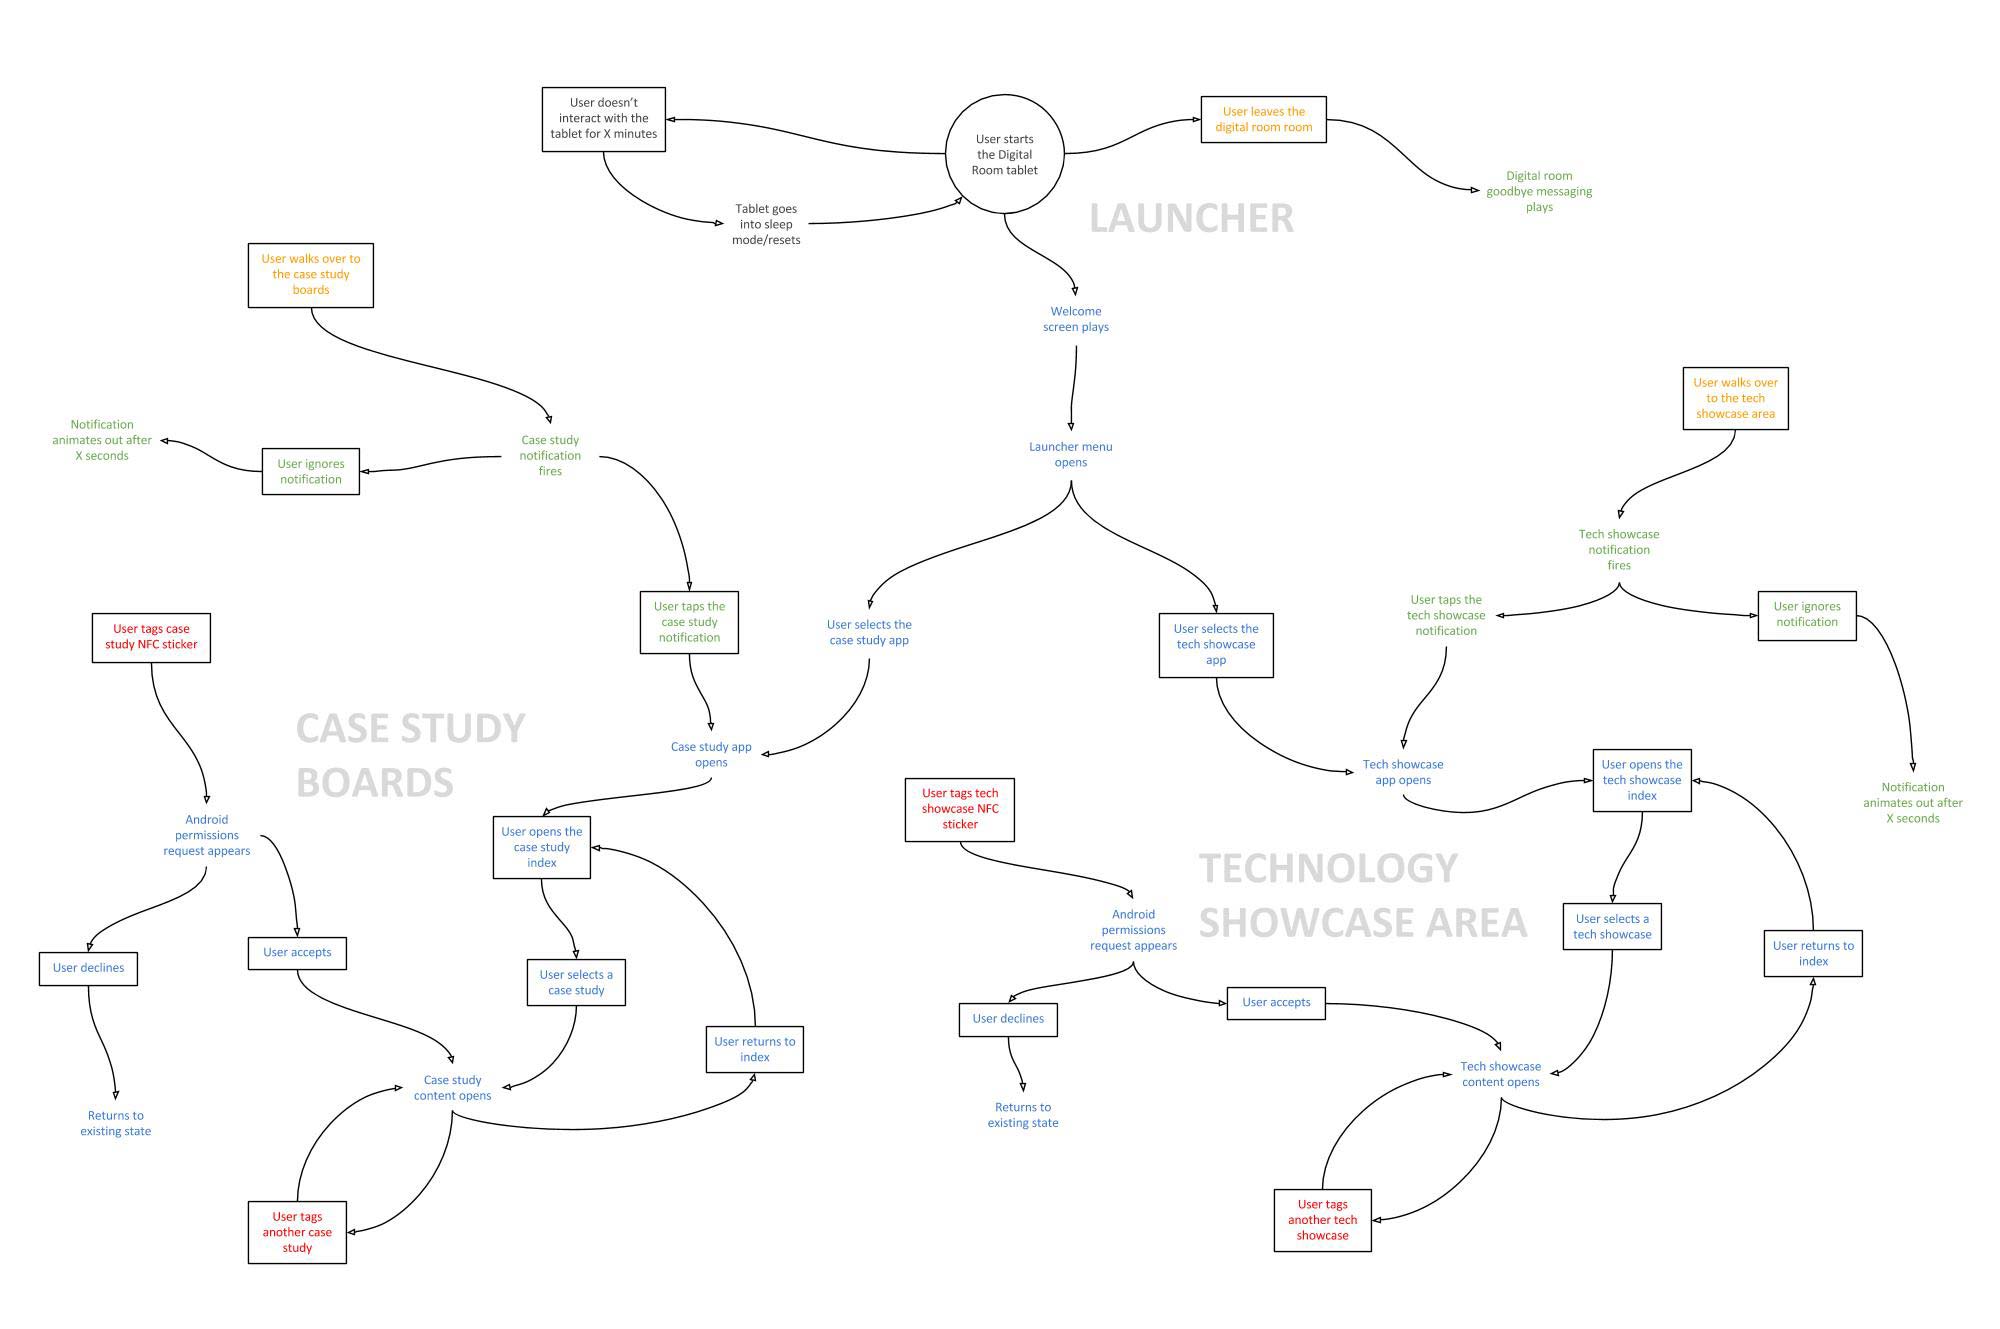 User doesn't
interact with the
tablet for X minutes
User starts
the Digital
Room tablet
User leaves the
digital room room
Digital room
goodbye messaging
plays
Tablet goes
into sleep
mode/resets
LAUNCHER
User walks over to
the case study
boards
Welcome
screen plays
User walks over
to the tech
showcase area
Notification
animates out after
X seconds
User ignores
notification
Case study
notification
fires
Launcher menu
opens
Tech showcase
notification
fires
User taps the
case study
notification
User selects the
case study app
User selects the
tech showcase
app
User taps the
tech showcase
notification
User ignores
notification
User tags case
study NFC sticker
CASE STUDY
BOARDS
Case study app
opens
Tech showcase
app opens
User opens the
tech showcase
index
Notification
animates out after
X seconds
User tags tech
showcase NFC
sticker
Android
permissions
request appears
User opens the
case study
index
TECHNOLOGY
SHOWCASE AREA
Android
permissions
request appears
User selects a
tech showcase
User returns to
index
User declines
User accepts
User selects a
case study
User declines
User accepts
User returns to
index
Case study
content opens
Tech showcase
content opens
Returns to
existing state
Returns to
existing state
User tags
another case
study
User tags
another tech
showcase